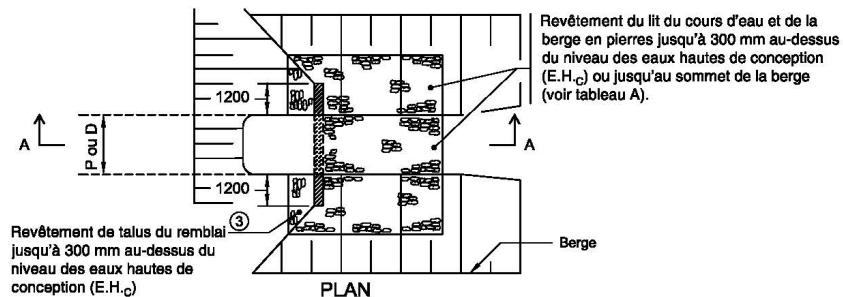 Revêtement du lit du cours d'eau et de la
berge en pierres jusqu'à 300 mm au-dessus
du niveau des eaux hautes de conception
(E.H.C) ou jusqu'au sommet de la berge
(voir tableau A).
1200
A
P ou D
A
1200
3
Revêtement de talus du remblai
jusqu'à 300 mm au-dessus du
niveau des eaux hautes de
conception (E.H.C)
Berge
PLAN